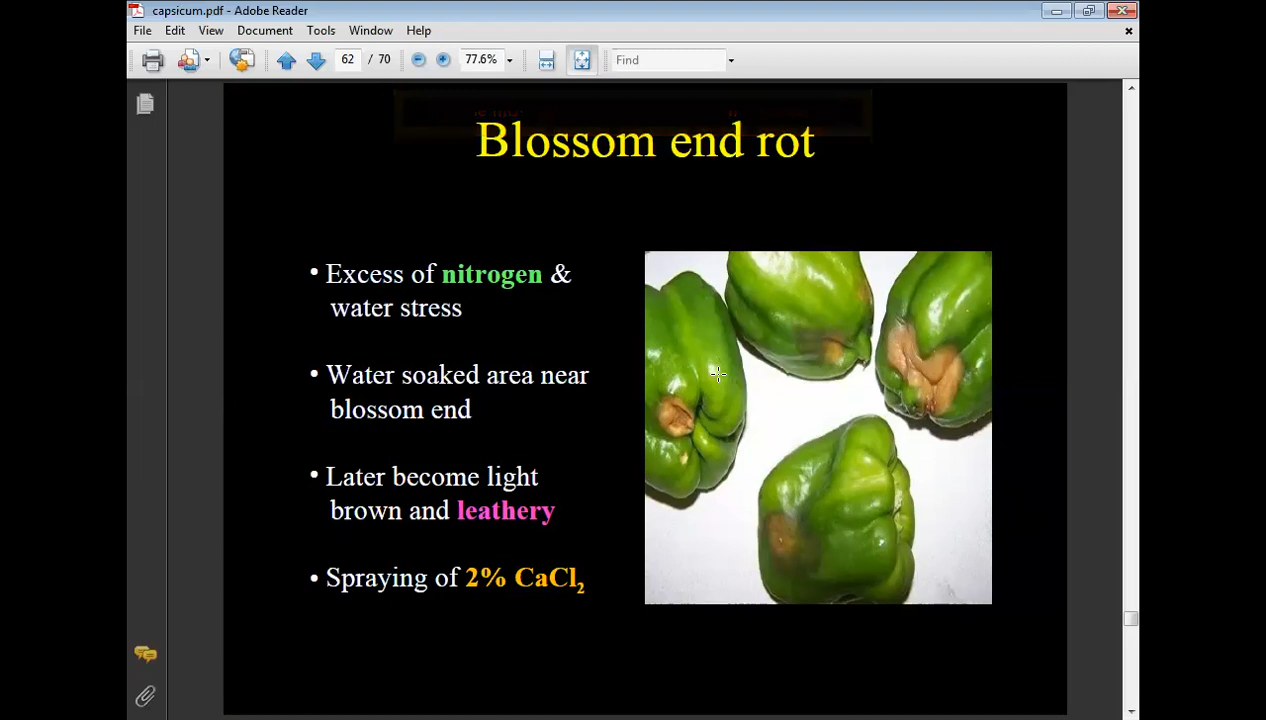 capsicum.pdf - Adobe Reader
File Edit View Document Tools Window Help
62 / 70 77.6% Find
Blossom end rot
• Excess of nitrogen &
water stress
• Water soaked area near
blossom end
• Later become light
brown and leathery
• Spraying of 2% CaCl₂